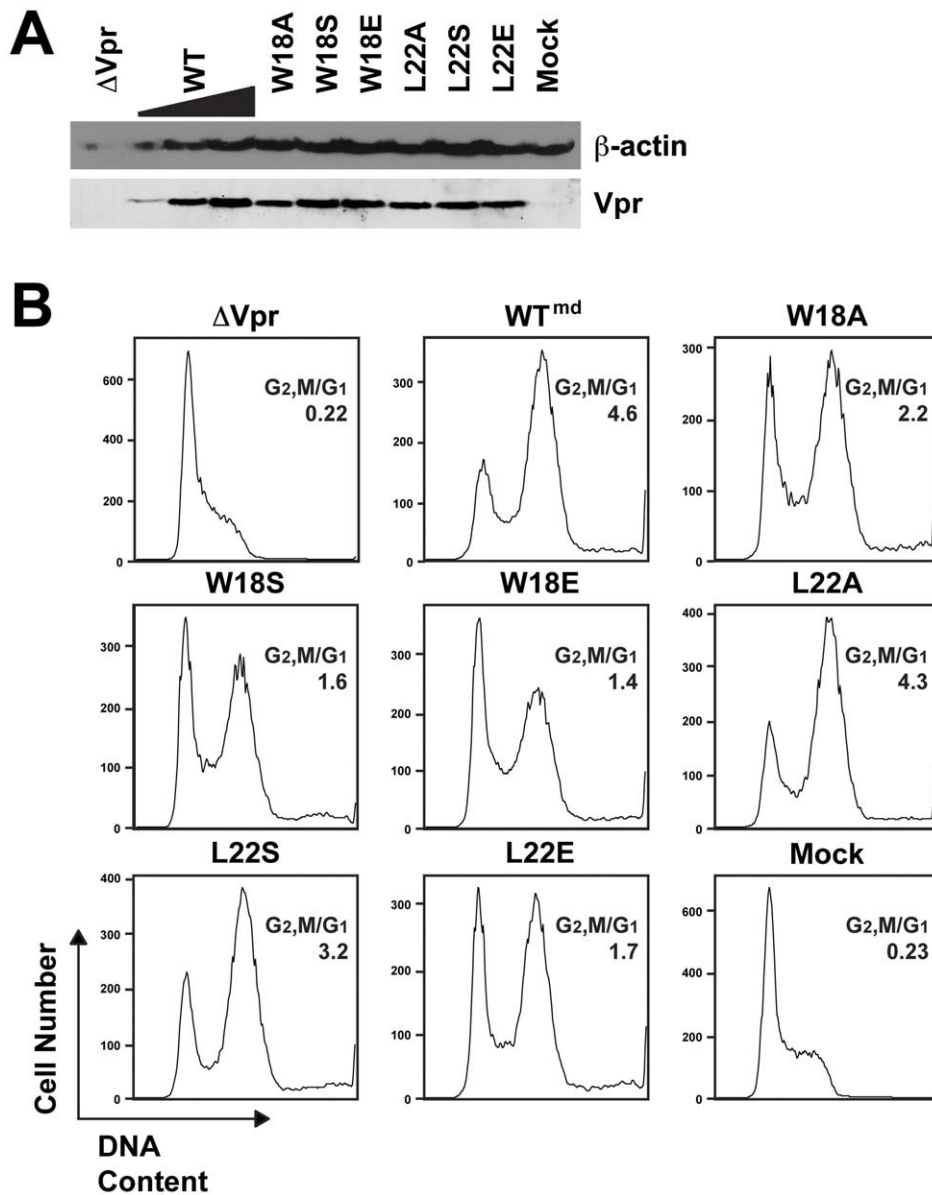 A
ΔVpr
WT
W18A
W18S
W18E
L22A
L22S
L22E
Mock
β-actin
Vpr
B
ΔVpr
600
400
200
0
G2,M/G1
0.22
WTmd
300
200
100
0
G2,M/G1
4.6
W18A
300
200
100
0
G2,M/G1
2.2
W18S
300
200
100
0
G2,M/G1
1.6
W18E
300
200
100
0
G2,M/G1
1.4
L22A
400
300
200
100
0
G2,M/G1
4.3
L22S
400
300
200
100
0
G2,M/G1
3.2
L22E
300
200
100
0
G2,M/G1
1.7
Mock
600
400
200
0
G2,M/G1
0.23
Cell Number
DNA
Content